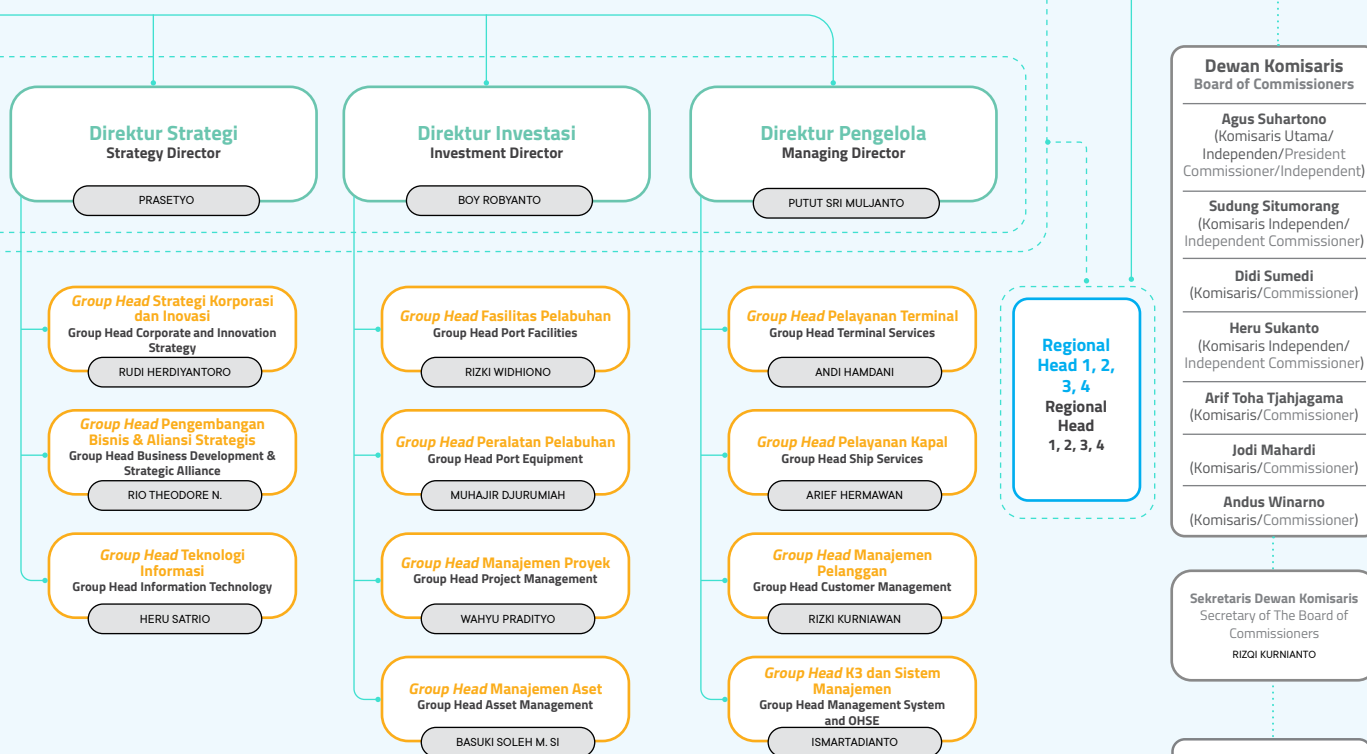 Direktur Strategi
Strategy Director
PRASETYO
Group Head Strategi Korporasi
dan Inovasi
Group Head Corporate and Innovation
Strategy
RUDI HERDIYANTORO
Group Head Pengembangan
Bisnis & Aliansi Strategis
Group Head Business Development &
Strategic Alliance
RIO THEODORE N.
Group Head Teknologi
Informasi
Group Head Information Technology
HERU SATRIO
Direktur Investasi
Investment Director
BOY ROBYANTO
Group Head Fasilitas Pelabuhan
Group Head Port Facilities
RIZKI WIDHIONO
Group Head Peralatan Pelabuhan
Group Head Port Equipment
MUHAJIR DJURUMIAH
Group Head Manajemen Proyek
Group Head Project Management
WAHYU PRADITYO
Group Head Manajemen Aset
Group Head Asset Management
BASUKI SOLEH M. SI
Direktur Pengelola
Managing Director
PUTUT SRI MULJANTO
Group Head Pelayanan Terminal
Group Head Terminal Services
ANDI HAMDANI
Group Head Pelayanan Kapal
Group Head Ship Services
ARIEF HERMAWAN
Group Head Manajemen
Pelanggan
Group Head Customer Management
RIZKI KURNIAWAN
Group Head K3 dan Sistem
Manajemen
Group Head Management System
and OHSE
ISMARTADIANTO
Regional
Head 1, 2,
3, 4
Regional
Head
1, 2, 3, 4
Dewan Komisaris
Board of Commissioners
Agus Suhartono
(Komisaris Utama/
Independen/President
Commissioner/Independent)
Sudung Situmorang
(Komisaris Independen/
Independent Commissioner)
Didi Sumedi
(Komisaris/Commissioner)
Heru Sukanto
(Komisaris Independen/
Independent Commissioner)
Arif Toha Tjahjagama
(Komisaris/Commissioner)
Jodi Mahardi
(Komisaris/Commissioner)
Andus Winarno
(Komisaris/Commissioner)
Sekretaris Dewan Komisaris
Secretary of The Board of
Commissioners
RIZQI KURNIANTO